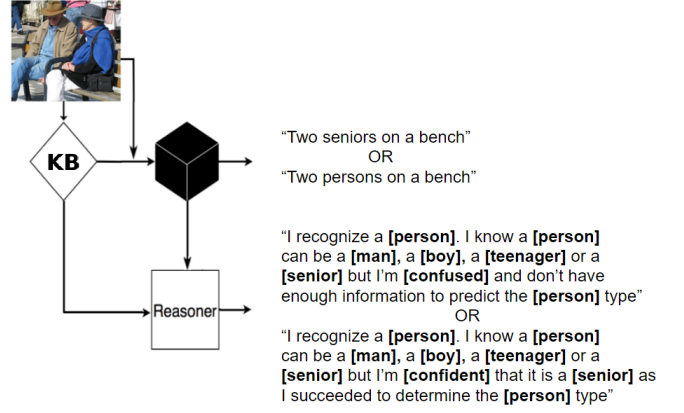 KB
“Two seniors on a bench”
OR
“Two persons on a bench”
Reasoner
“I recognize a [person]. I know a [person]
can be a [man], a [boy], a [teenager] or a
[senior] but I’m [confused] and don’t have
enough information to predict the [person] type”
OR
“I recognize a [person]. I know a [person]
can be a [man], a [boy], a [teenager] or a
[senior] but I’m [confident] that it is a [senior] as
I succeeded to determine the [person] type”